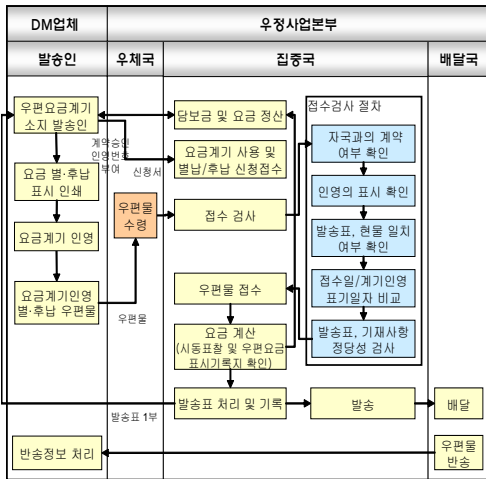 DM업체
우정사업본부
발송인
우체국
집중국
배달국
우편요금계기
소지 발송인
계약승인
인영번호
부여
신청서
요금 별·후납
표시 인쇄
요금계기 인영
요금계기인영
별·후납 우편물
우편물
수령
우편물
담보금 및 요금 정산
요금계기 사용 및
별납/후납 신청접수
접수 검사
우편물 접수
요금 계산
(시동표찰 및 우편요금
표시기록지 확인)
발송표 처리 및 기록
발송표 1부
접수검사 절차
자국과의 계약
여부 확인
인영의 표시 확인
발송표, 현물 일치
여부 확인
접수일/계기인영
표기일자 비교
발송표, 기재사항
정당성 검사
발송
배달
반송정보 처리
우편물
반송